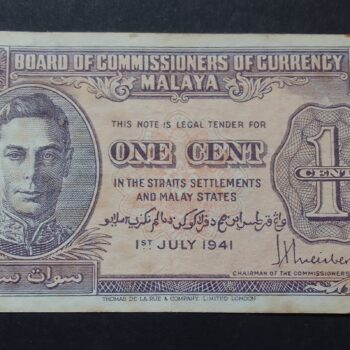 BOARD OF COMMISSIONERS OF CURRENCY
MALAYA
THIS NOTE IS LEGAL TENDER FOR
ONE CENT
1
CENT
IN THE STRAITS SETTLEMENTS
AND MALAY STATES
1ST JULY 1941
CHAIRMAN OF THE COMMISSIONERS
THOMAS DE LA RUE & COMPANY, LIMITED, LONDON